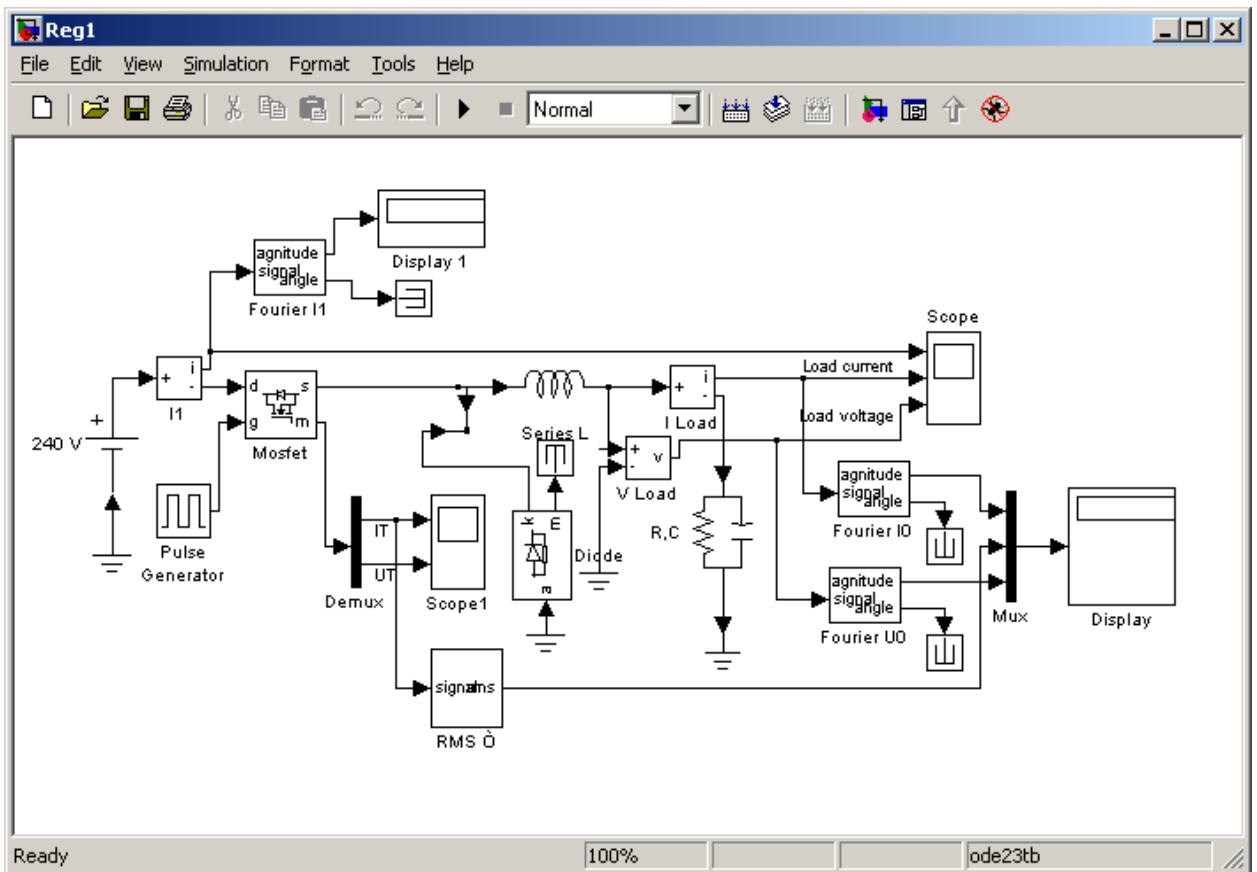 Reg1
File Edit View Simulation Format Tools Help
Normal
Display 1
agnitude
signal
angle
Fourier I1
Scope
+ i
-
I1
d s
g m
Mosfet
+
240 V
Pulse
Generator
Series L
+ i
-
I Load
Load current
Load voltage
+ v
-
V Load
IT
UT
Demux
Scope1
k m
a
Diode
R,C
agnitude
signal
angle
Fourier I0
agnitude
signal
angle
Fourier U0
Mux
Display
signal rms
RMS Ò
Ready 100% ode23tb